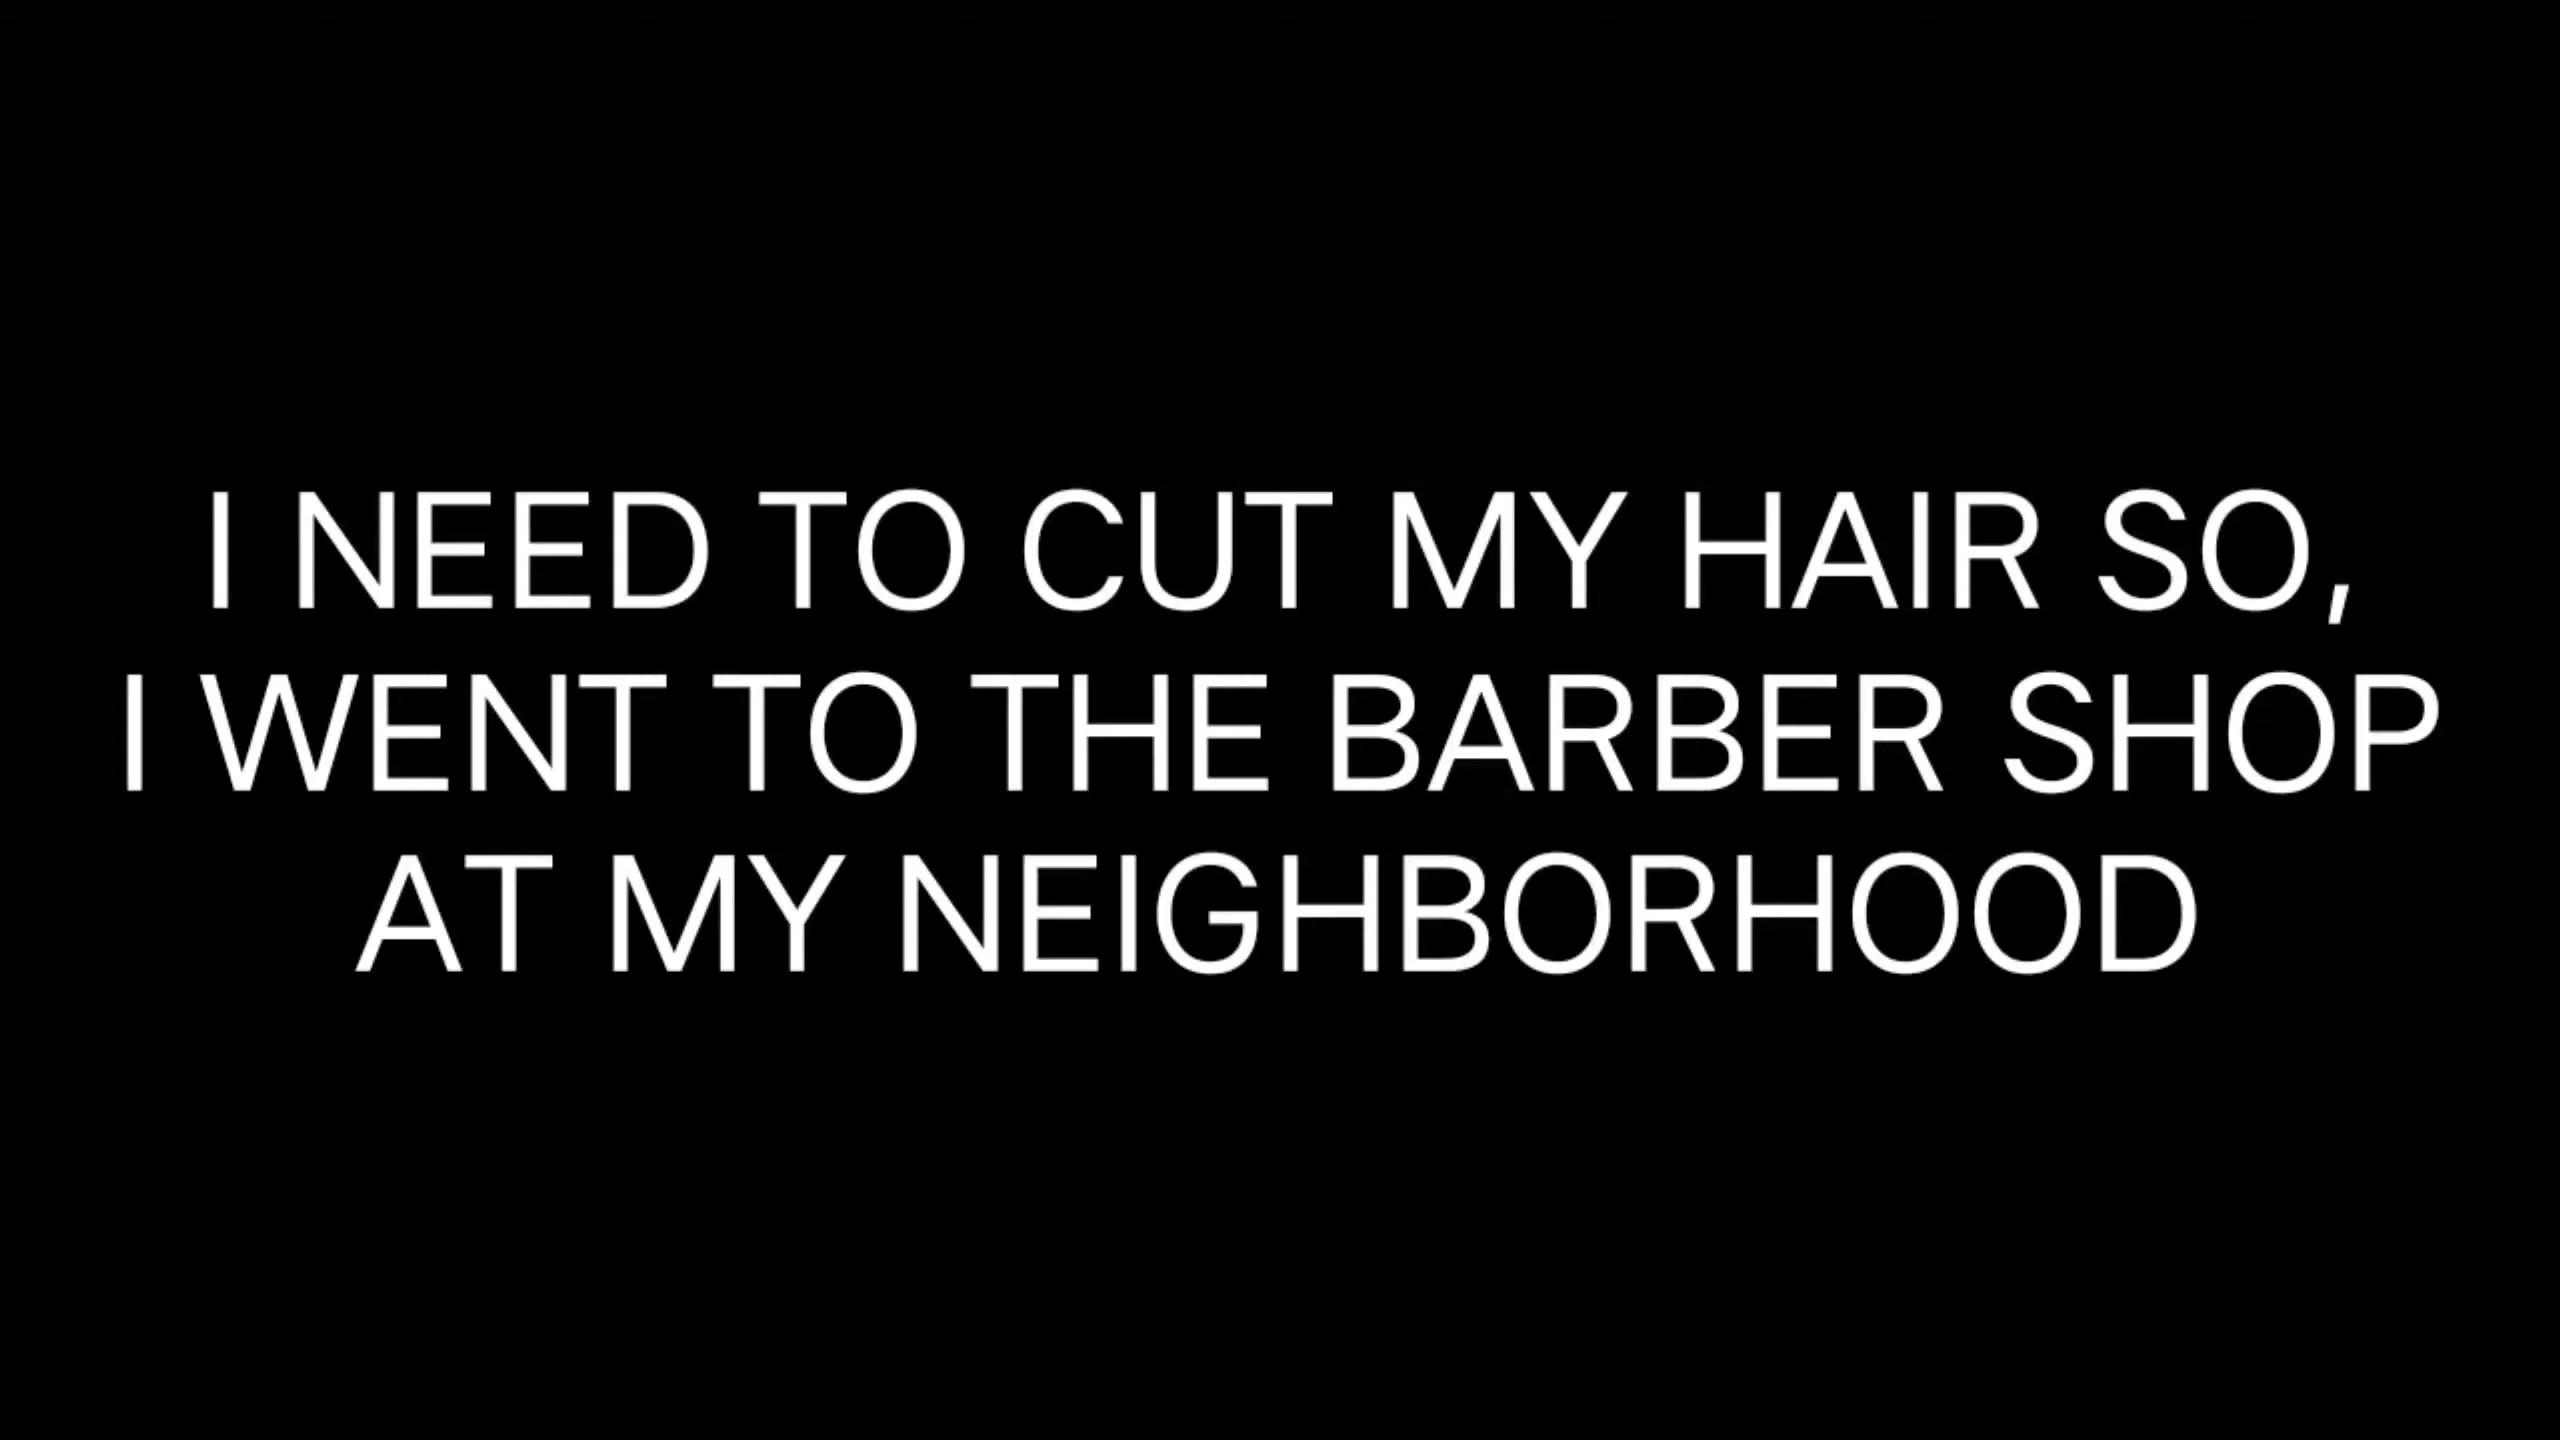 I NEED TO CUT MY HAIR SO,
I WENT TO THE BARBER SHOP
AT MY NEIGHBORHOOD